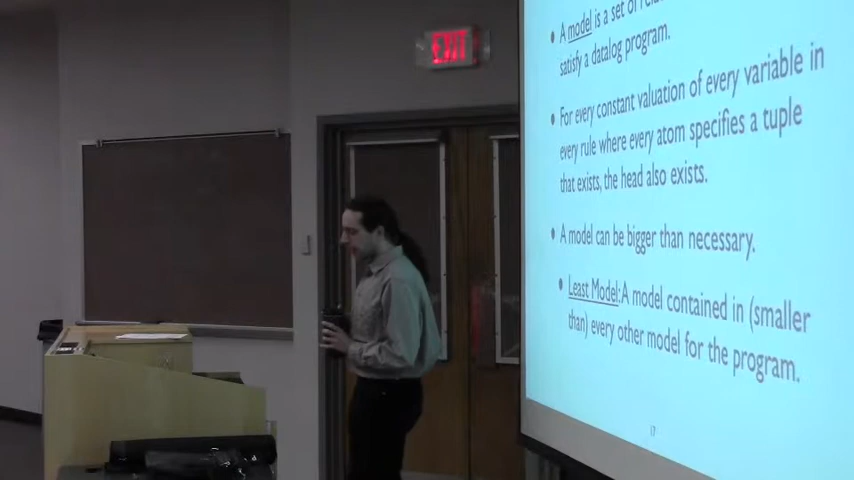 EXIT
• A model is a set of
satisfy a datalog program.
• For every constant valuation of every variable in
every rule where every atom specifies a tuple
that exists, the head also exists.
• A model can be bigger than necessary.
• Least Model: A model contained in (smaller
than) every other model for the program.
17